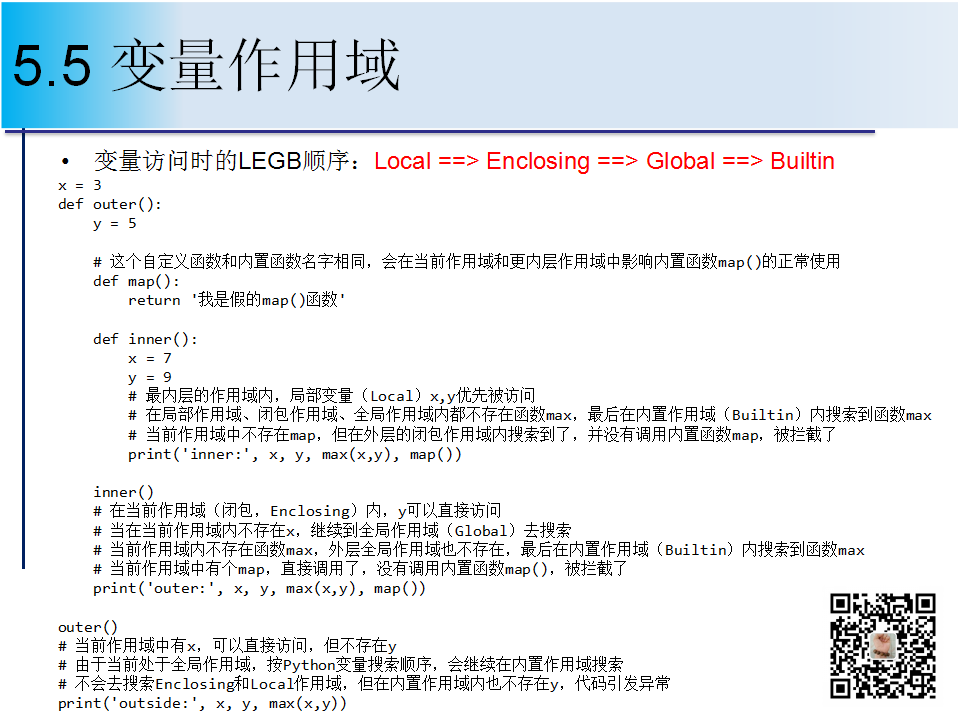 5.5 变量作用域
• 变量访问时的LEGB顺序：Local ==> Enclosing ==> Global ==> Builtin
x = 3
def outer():
    y = 5
    # 这个自定义函数和内置函数名字相同，会在当前作用域和更内层作用域中影响内置函数map()的正常使用
    def map():
        return '我是假的map()函数'
    def inner():
        x = 7
        y = 9
        # 最内层的作用域内，局部变量（Local）x,y优先被访问
        # 在局部作用域、闭包作用域、全局作用域内都不存在函数max，最后在内置作用域（Builtin）内搜索到函数max
        # 当前作用域中不存在map，但在外层的闭包作用域内搜索到了，并没有调用内置函数map，被拦截了
        print('inner:', x, y, max(x,y), map())
    inner()
    # 在当前作用域（闭包，Enclosing）内，y可以直接访问
    # 当在当前作用域内不存在x，继续到全局作用域（Global）去搜索
    # 当前作用域内不存在函数max，外层全局作用域也不存在，最后在内置作用域（Builtin）内搜索到函数max
    # 当前作用域中有个map，直接调用了，没有调用内置函数map()，被拦截了
    print('outer:', x, y, max(x,y), map())
outer()
# 当前作用域中有x，可以直接访问，但不存在y
# 由于当前处于全局作用域，按Python变量搜索顺序，会继续在内置作用域搜索
# 不会去搜索Enclosing和Local作用域，但在内置作用域内也不存在y，代码引发异常
print('outside:', x, y, max(x,y))